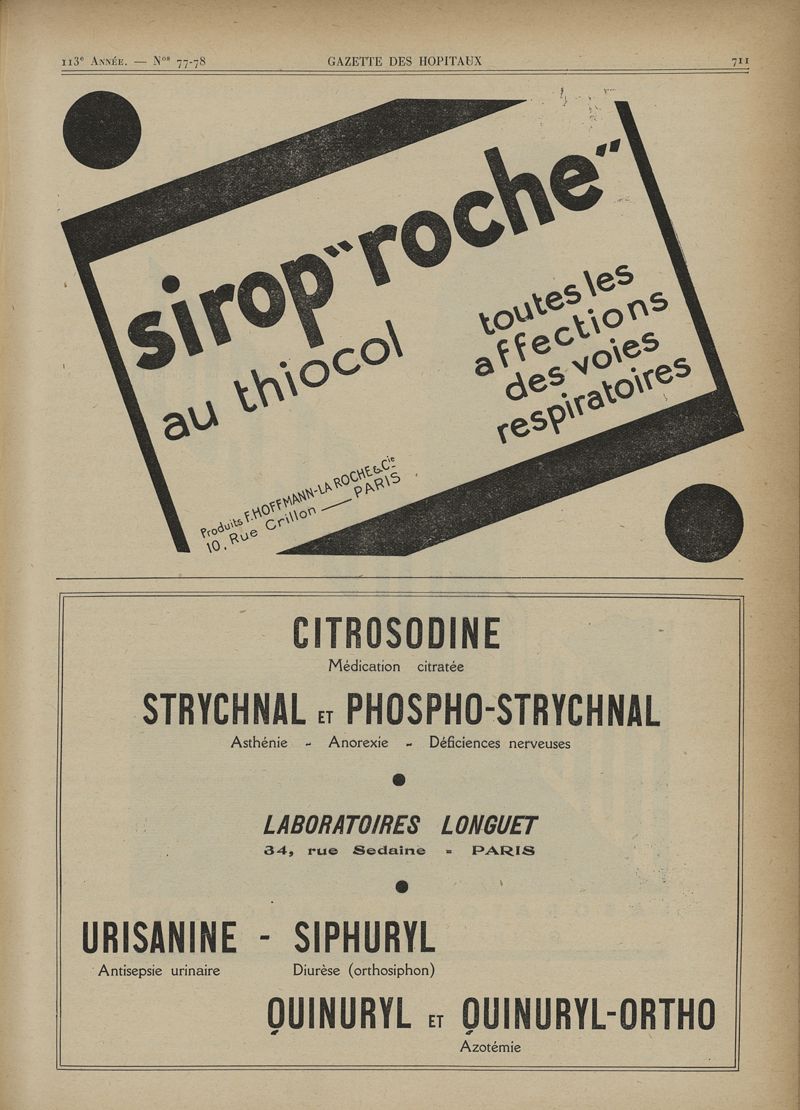 113e ANNÉE. — Nos 77-78 GAZETTE DES HOPITAUX 711
sirop "roche"
au thiocol
toutes les
affections
des voies
respiratoires
Produits F. HOFFMANN-LA ROCHE & Cie
10, Rue Crillon — PARIS
CITROSODINE
Médication citratée
STRYCHNAL ET PHOSPHO-STRYCHNAL
Asthénie - Anorexie - Déficiences nerveuses
LABORATOIRES LONGUET
34, rue Sedaine = PARIS
URISANINE - SIPHURYL
Antisepsie urinaire Diurèse (orthosiphon)
QUINURYL ET QUINURYL-ORTHO
Azotémie